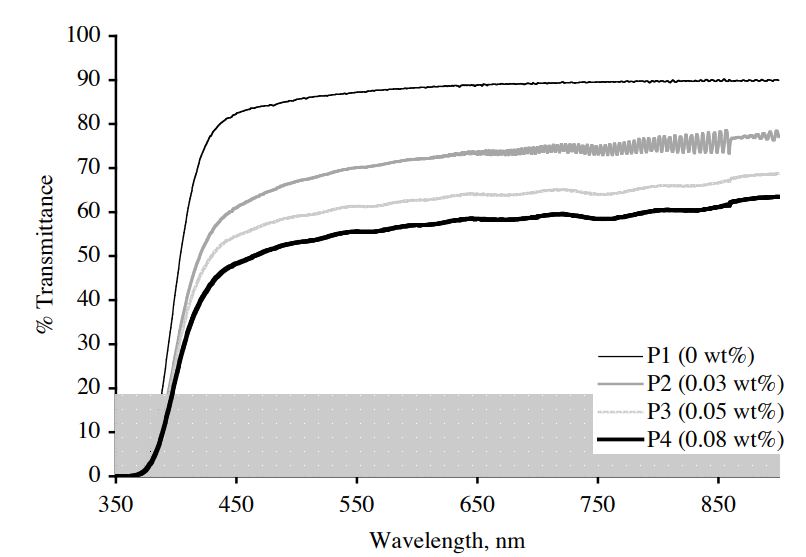 100
90
80
70
60
50
40
30
20
10
0
% Transmittance
P1 (0 wt%)
P2 (0.03 wt%)
P3 (0.05 wt%)
P4 (0.08 wt%)
350 450 550 650 750 850
Wavelength, nm